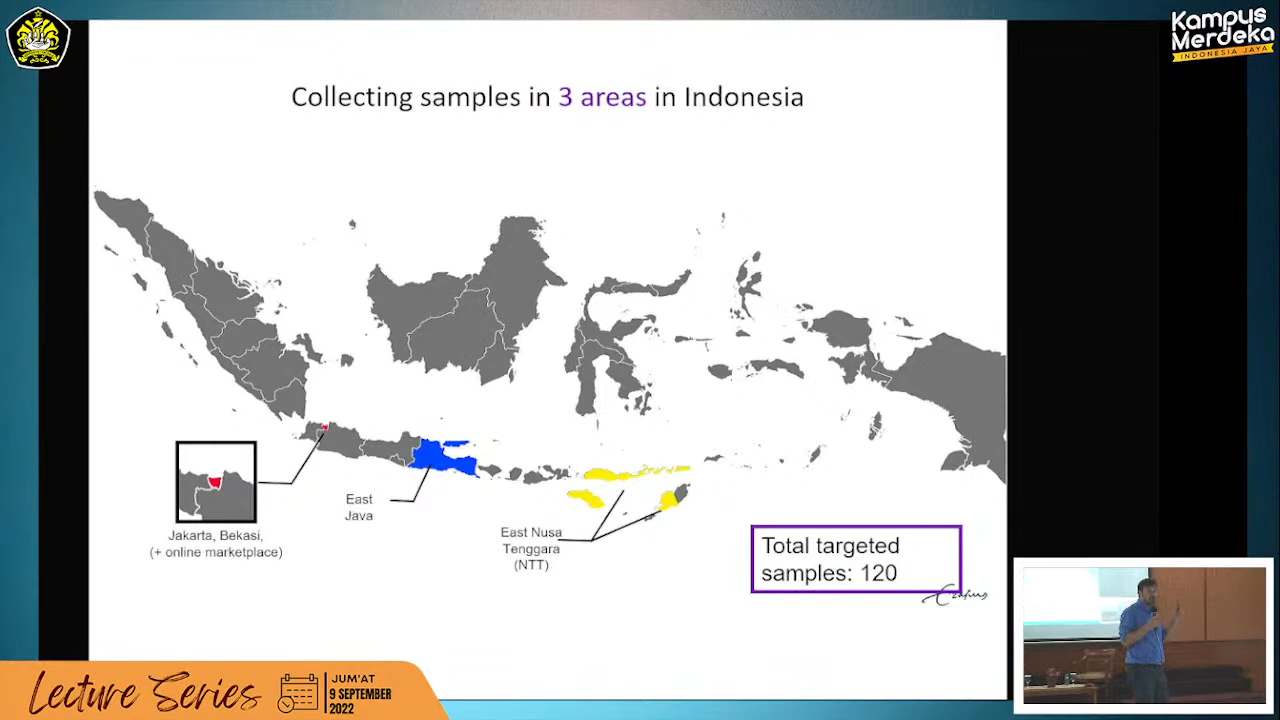 Kampus
Merdeka
INDONESIA JAYA
Collecting samples in 3 areas in Indonesia
Jakarta, Bekasi,
(+ online marketplace)
East
Java
East Nusa
Tenggara
(NTT)
Total targeted
samples: 120
Lecture Series
JUM'AT
9 SEPTEMBER
2022